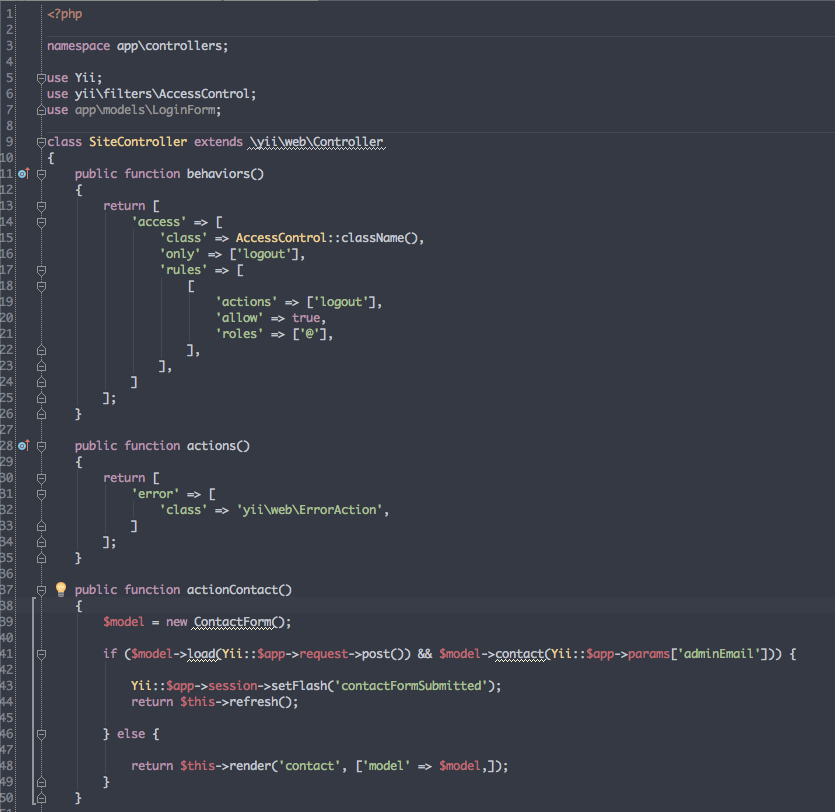 1 <?php
2
3 namespace app\controllers;
4
5 use Yii;
6 use yii\filters\AccessControl;
7 use app\models\LoginForm;
8
9 class SiteController extends \yii\web\Controller
10 {
11     public function behaviors()
12     {
13         return [
14             'access' => [
15                 'class' => AccessControl::className(),
16                 'only' => ['logout'],
17                 'rules' => [
18                     [
19                         'actions' => ['logout'],
20                         'allow' => true,
21                         'roles' => ['@'],
22                     ],
23                 ],
24             ]
25         ];
26     }
27
28     public function actions()
29     {
30         return [
31             'error' => [
32                 'class' => 'yii\web\ErrorAction',
33             ]
34         ];
35     }
36
37     public function actionContact()
38     {
39         $model = new ContactForm();
40
41         if ($model->load(Yii::$app->request->post()) && $model->contact(Yii::$app->params['adminEmail'])) {
42
43             Yii::$app->session->setFlash('contactFormSubmitted');
44             return $this->refresh();
45
46         } else {
47
48             return $this->render('contact', ['model' => $model,]);
49         }
50     }